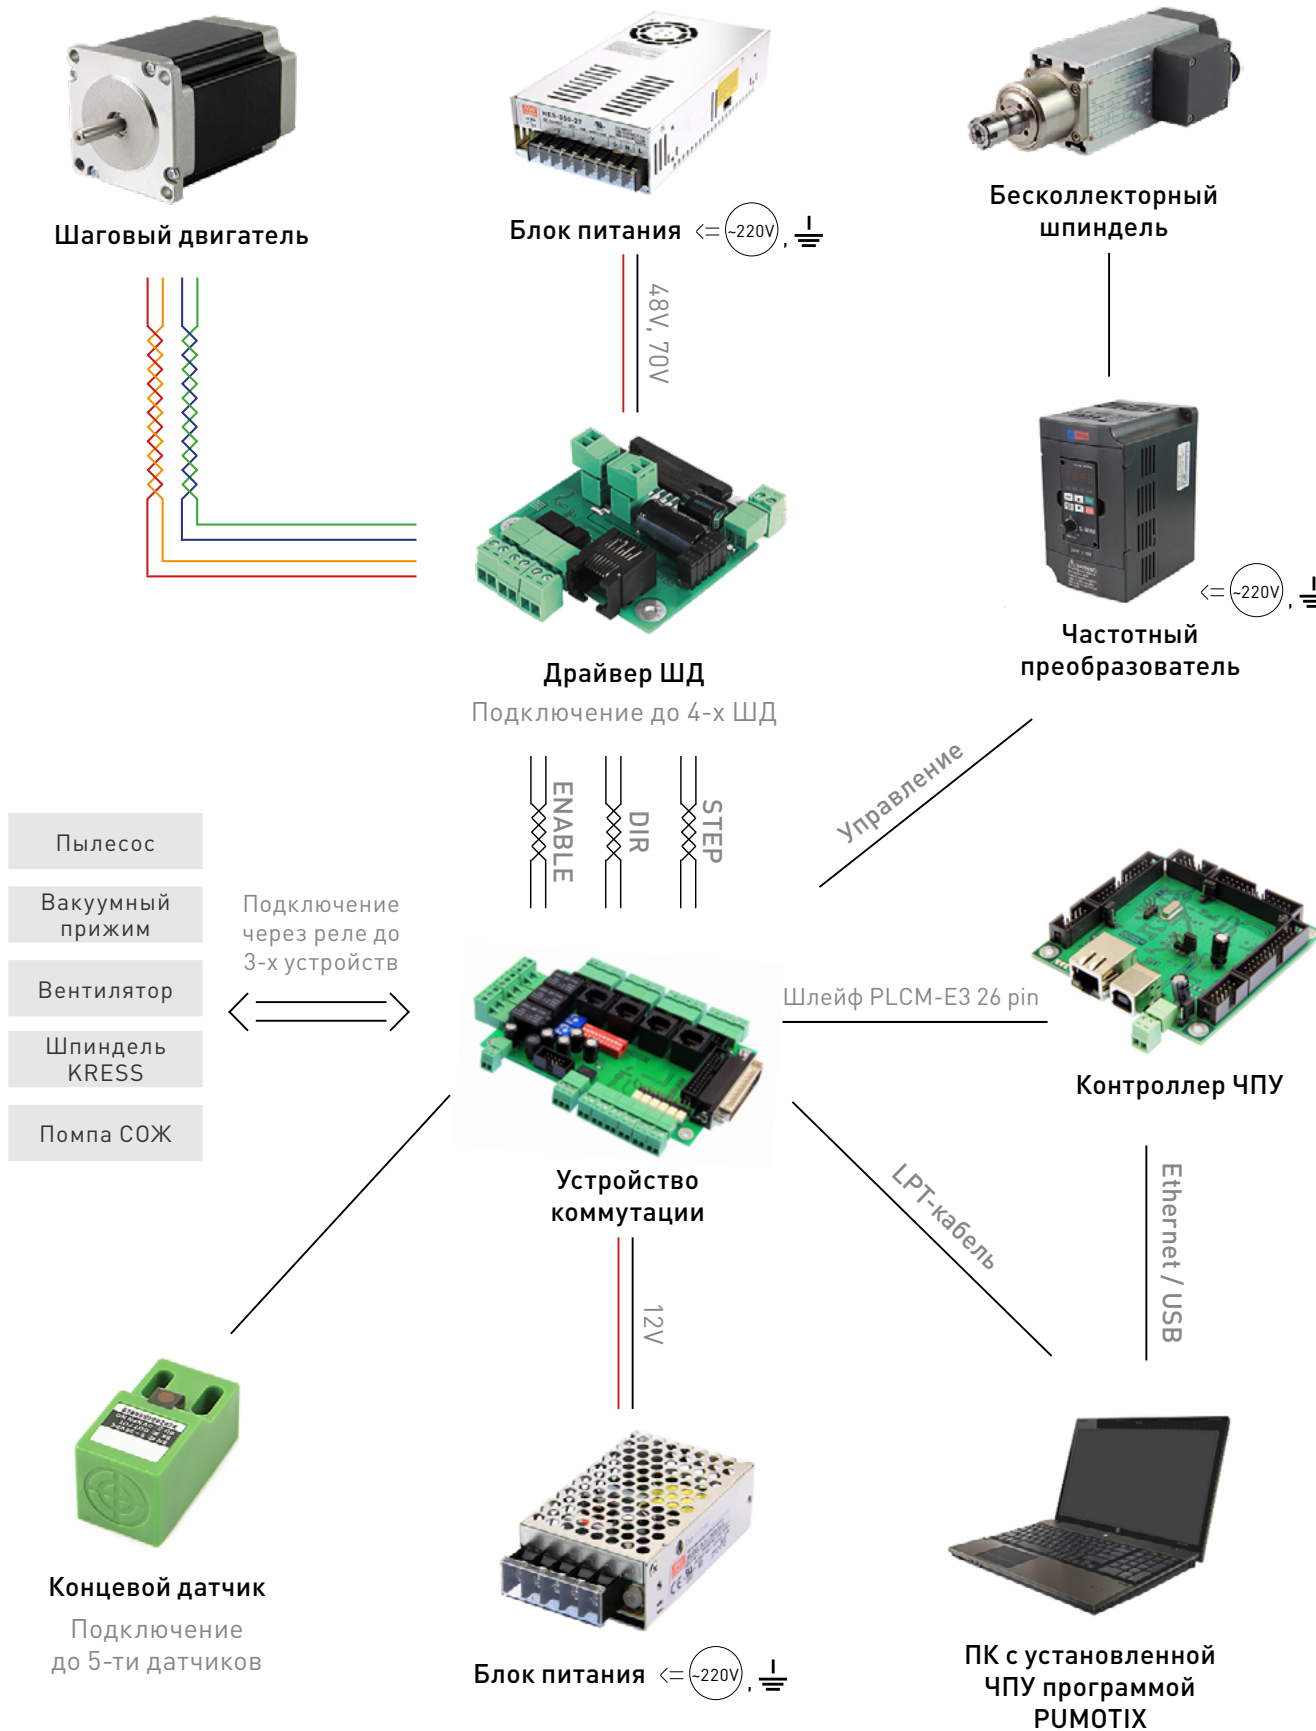 Шаговый двигатель
NES-350-27
Блок питания <= ~220V ,
Бесколлекторный
шпиндель
48V, 70V
<= ~220V ,
Частотный
преобразователь
Драйвер ШД
Подключение до 4-х ШД
ENABLE
DIR
STEP
Управление
Пылесос
Вакуумный
прижим
Вентилятор
Шпиндель
KRESS
Помпа СОЖ
Подключение
через реле до
3-х устройств
Шлейф PLCM-E3 26 pin
Контроллер ЧПУ
Устройство
коммутации
LPT-кабель
Ethernet / USB
12V
Концевой датчик
Подключение
до 5-ти датчиков
Блок питания <= ~220V ,
ПК с установленной
ЧПУ программой
PUMOTIX